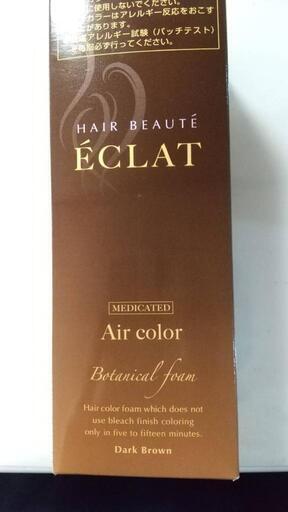 に使用しないでください。
カラーはアレルギー反応をおこす
があります。
アレルギー試験（パッチテスト）
を毎回必ず行ってください。
HAIR BEAUTÉ
ÉCLAT
MEDICATED
Air color
Botanical foam
Hair color foam which does not
use bleach finish coloring
only in five to fifteen minutes.
Dark Brown